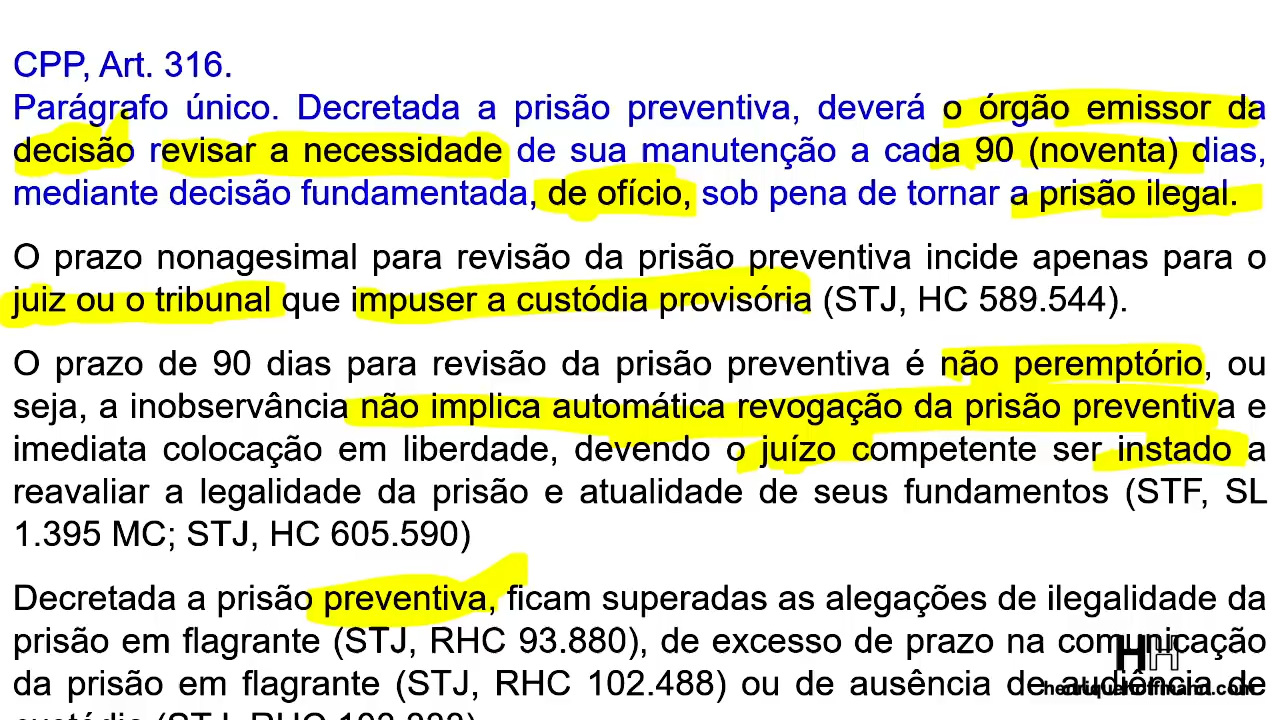 CPP, Art. 316.
Parágrafo único. Decretada a prisão preventiva, deverá o órgão emissor da
decisão revisar a necessidade de sua manutenção a cada 90 (noventa) dias,
mediante decisão fundamentada, de ofício, sob pena de tornar a prisão ilegal.
O prazo nonagesimal para revisão da prisão preventiva incide apenas para o
juiz ou o tribunal que impuser a custódia provisória (STJ, HC 589.544).
O prazo de 90 dias para revisão da prisão preventiva é não peremptório, ou
seja, a inobservância não implica automática revogação da prisão preventiva e
imediata colocação em liberdade, devendo o juízo competente ser instado a
reavaliar a legalidade da prisão e atualidade de seus fundamentos (STF, SL
1.395 MC; STJ, HC 605.590)
Decretada a prisão preventiva, ficam superadas as alegações de ilegalidade da
prisão em flagrante (STJ, RHC 93.880), de excesso de prazo na comunicação
da prisão em flagrante (STJ, RHC 102.488) ou de ausência de audiência de
HH
henriquehoffmann.com